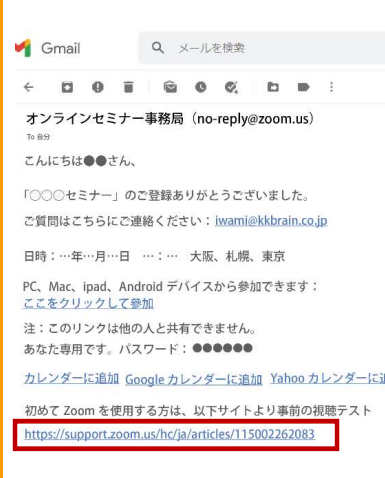 Gmail
メールを検索
オンラインセミナー事務局（no-reply@zoom.us）
To 自分
こんにちは●●さん、
「○○○セミナー」のご登録ありがとうございました。
ご質問はこちらにご連絡ください：iwami@kkbrain.co.jp
日時：…年…月…日　…：…　大阪、札幌、東京
PC、Mac、ipad、Android デバイスから参加できます：
ここをクリックして参加
注：このリンクは他の人と共有できません。
あなた専用です。パスワード：●●●●●●
カレンダーに追加 Google カレンダーに追加 Yahoo カレンダーに追
初めて Zoom を使用する方は、以下サイトより事前の視聴テスト
https://support.zoom.us/hc/ja/articles/115002262083